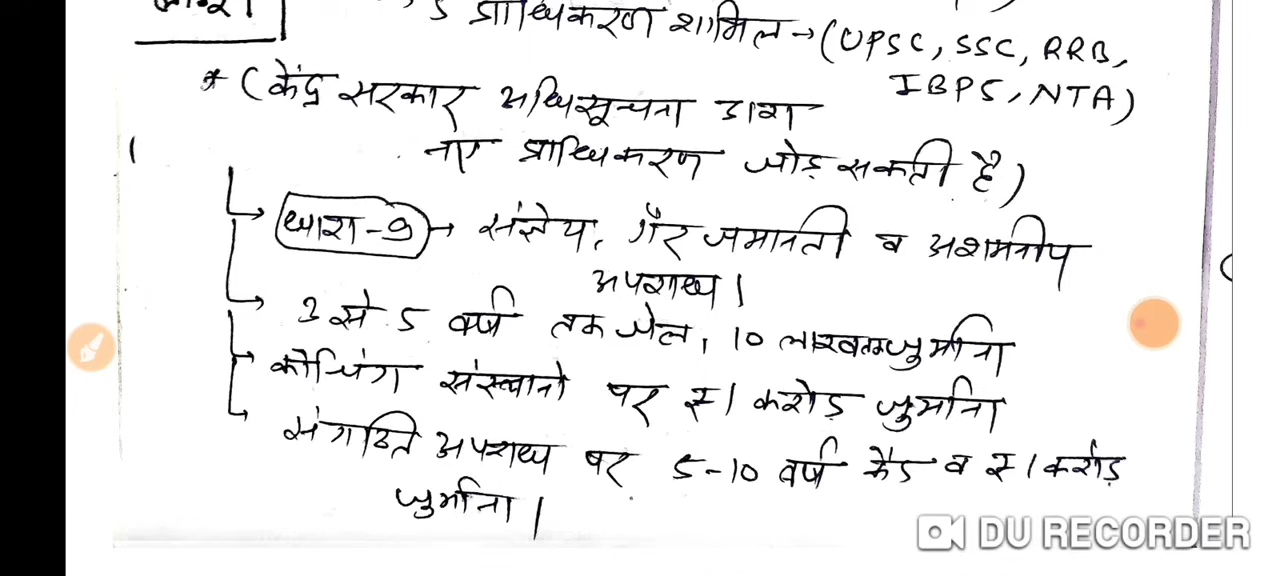 5 प्राधिकरण शामिल → (UPSC, SSC, RRB,
IBPS, NTA)
* (केंद्र सरकार अधिसूचना द्वारा
नए प्राधिकरण जोड़ सकती है)
धारा-9 → संज्ञेय, गैर जमानती व अशमनीय
अपराध।
3 से 5 वर्ष तक जेल, 10 लाख तक जुर्माना
कोचिंग संस्थानो पर ₹1 करोड़ जुर्माना
संगठित अपराध पर 5-10 वर्ष कैद व ₹1 करोड़
जुर्माना।
DU RECORDER